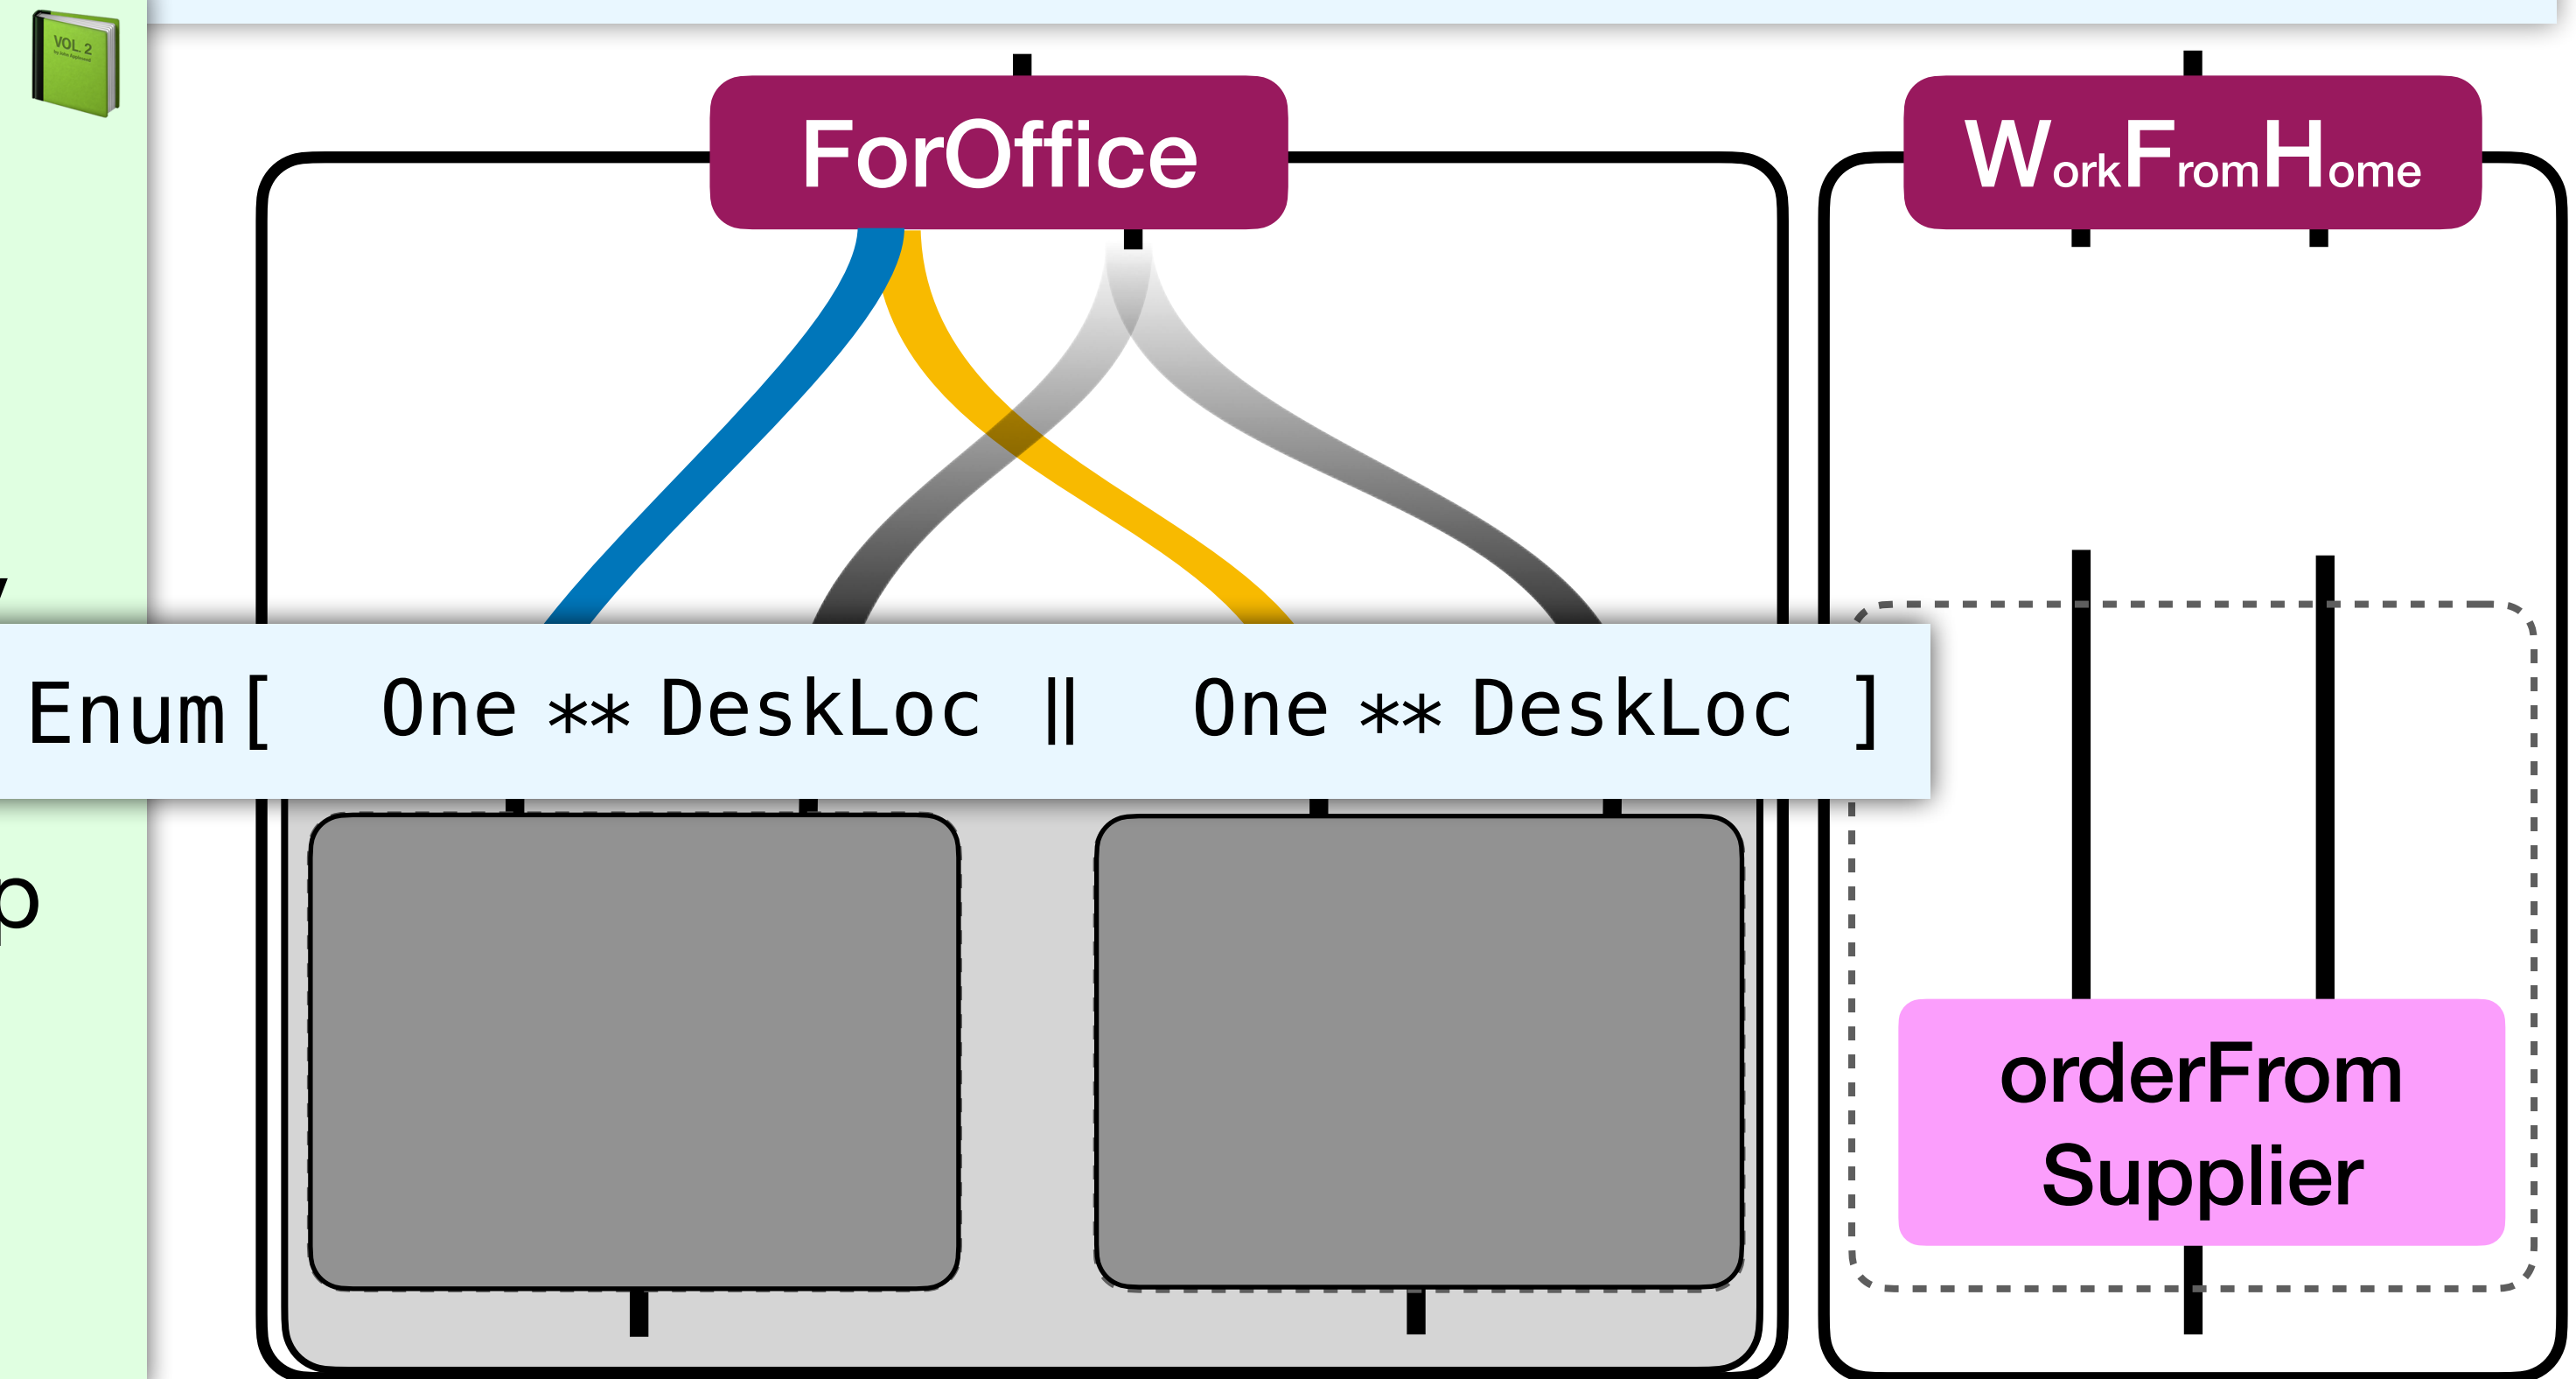 VOL. 2
ForOffice
WorkFromHome
Enum[ One ** DeskLoc || One ** DeskLoc ]
p
orderFrom
Supplier